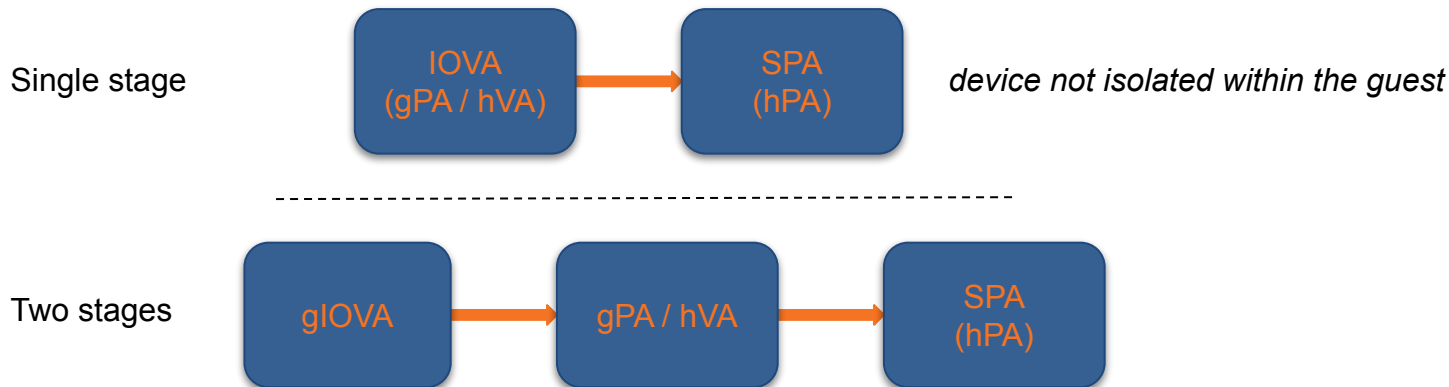 Single stage
IOVA
(gPA / hVA)
SPA
(hPA)
device not isolated within the guest
Two stages
gIOVA
gPA / hVA
SPA
(hPA)